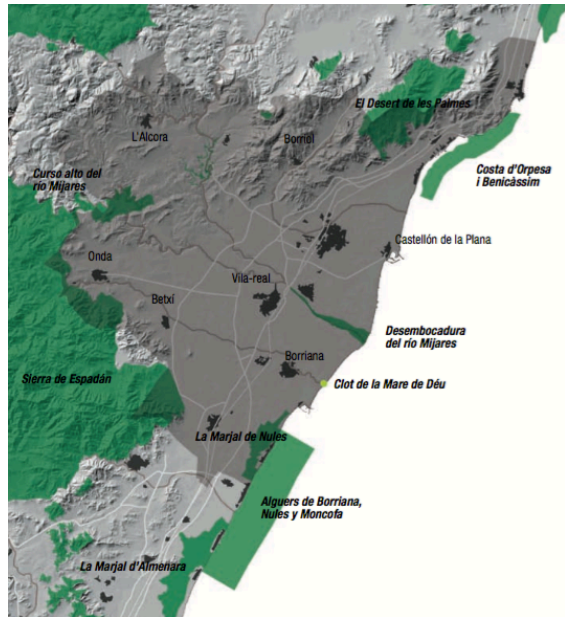 El Desert de les Palmes
L'Alcora
Borriol
Curso alto del
río Mijares
Costa d'Orpesa
i Benicàssim
Castellón de la Plana
Onda
Vila-real
Betxí
Desembocadura
del río Mijares
Borriana
Sierra de Espadán
Clot de la Mare de Déu
La Marjal de Nules
Alguers de Borriana,
Nules y Moncofa
La Marjal d'Almenara